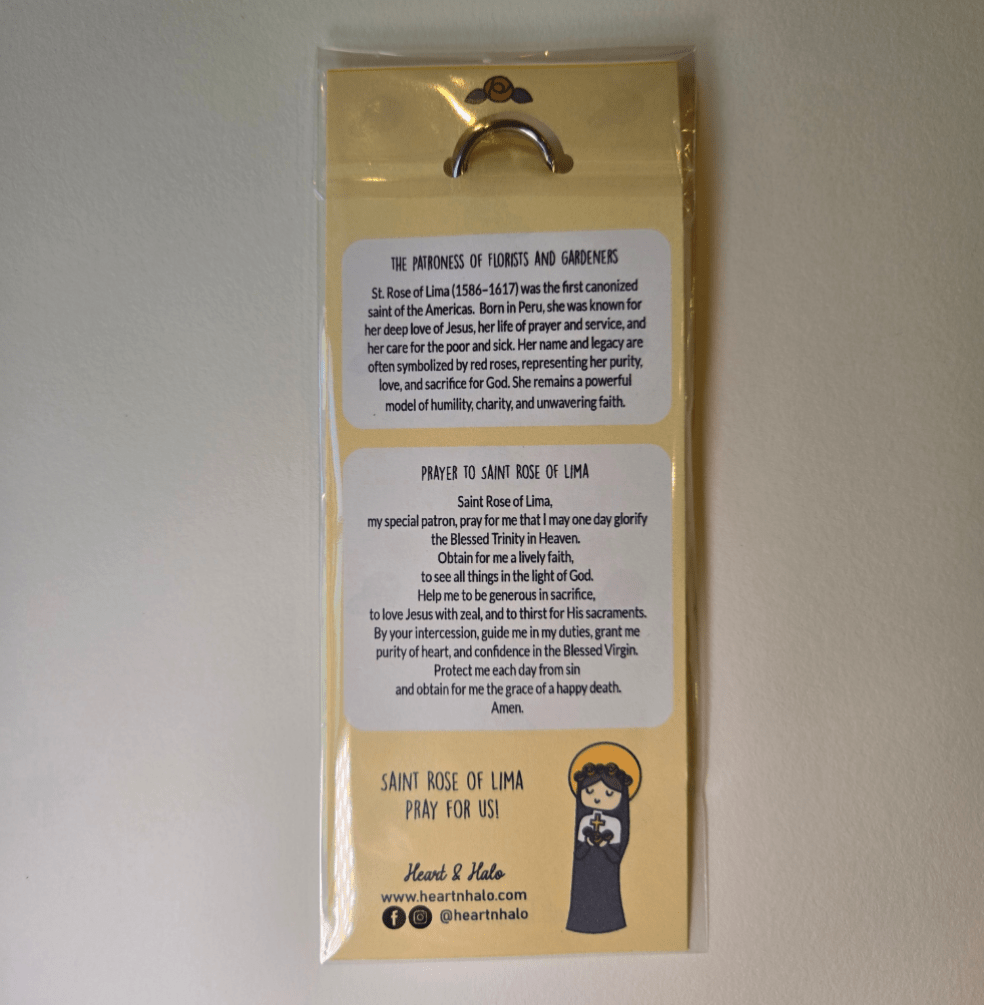 THE PATRONESS OF FLORISTS AND GARDENERS
St. Rose of Lima (1586–1617) was the first canonized
saint of the Americas. Born in Peru, she was known for
her deep love of Jesus, her life of prayer and service, and
her care for the poor and sick. Her name and legacy are
often symbolized by red roses, representing her purity,
love, and sacrifice for God. She remains a powerful
model of humility, charity, and unwavering faith.
PRAYER TO SAINT ROSE OF LIMA
Saint Rose of Lima,
my special patron, pray for me that I may one day glorify
the Blessed Trinity in Heaven.
Obtain for me a lively faith,
to see all things in the light of God.
Help me to be generous in sacrifice,
to love Jesus with zeal, and to thirst for His sacraments.
By your intercession, guide me in my duties, grant me
purity of heart, and confidence in the Blessed Virgin.
Protect me each day from sin
and obtain for me the grace of a happy death.
Amen.
SAINT ROSE OF LIMA
PRAY FOR US!
Heart & Halo
www.heartnhalo.com
@heartnhalo